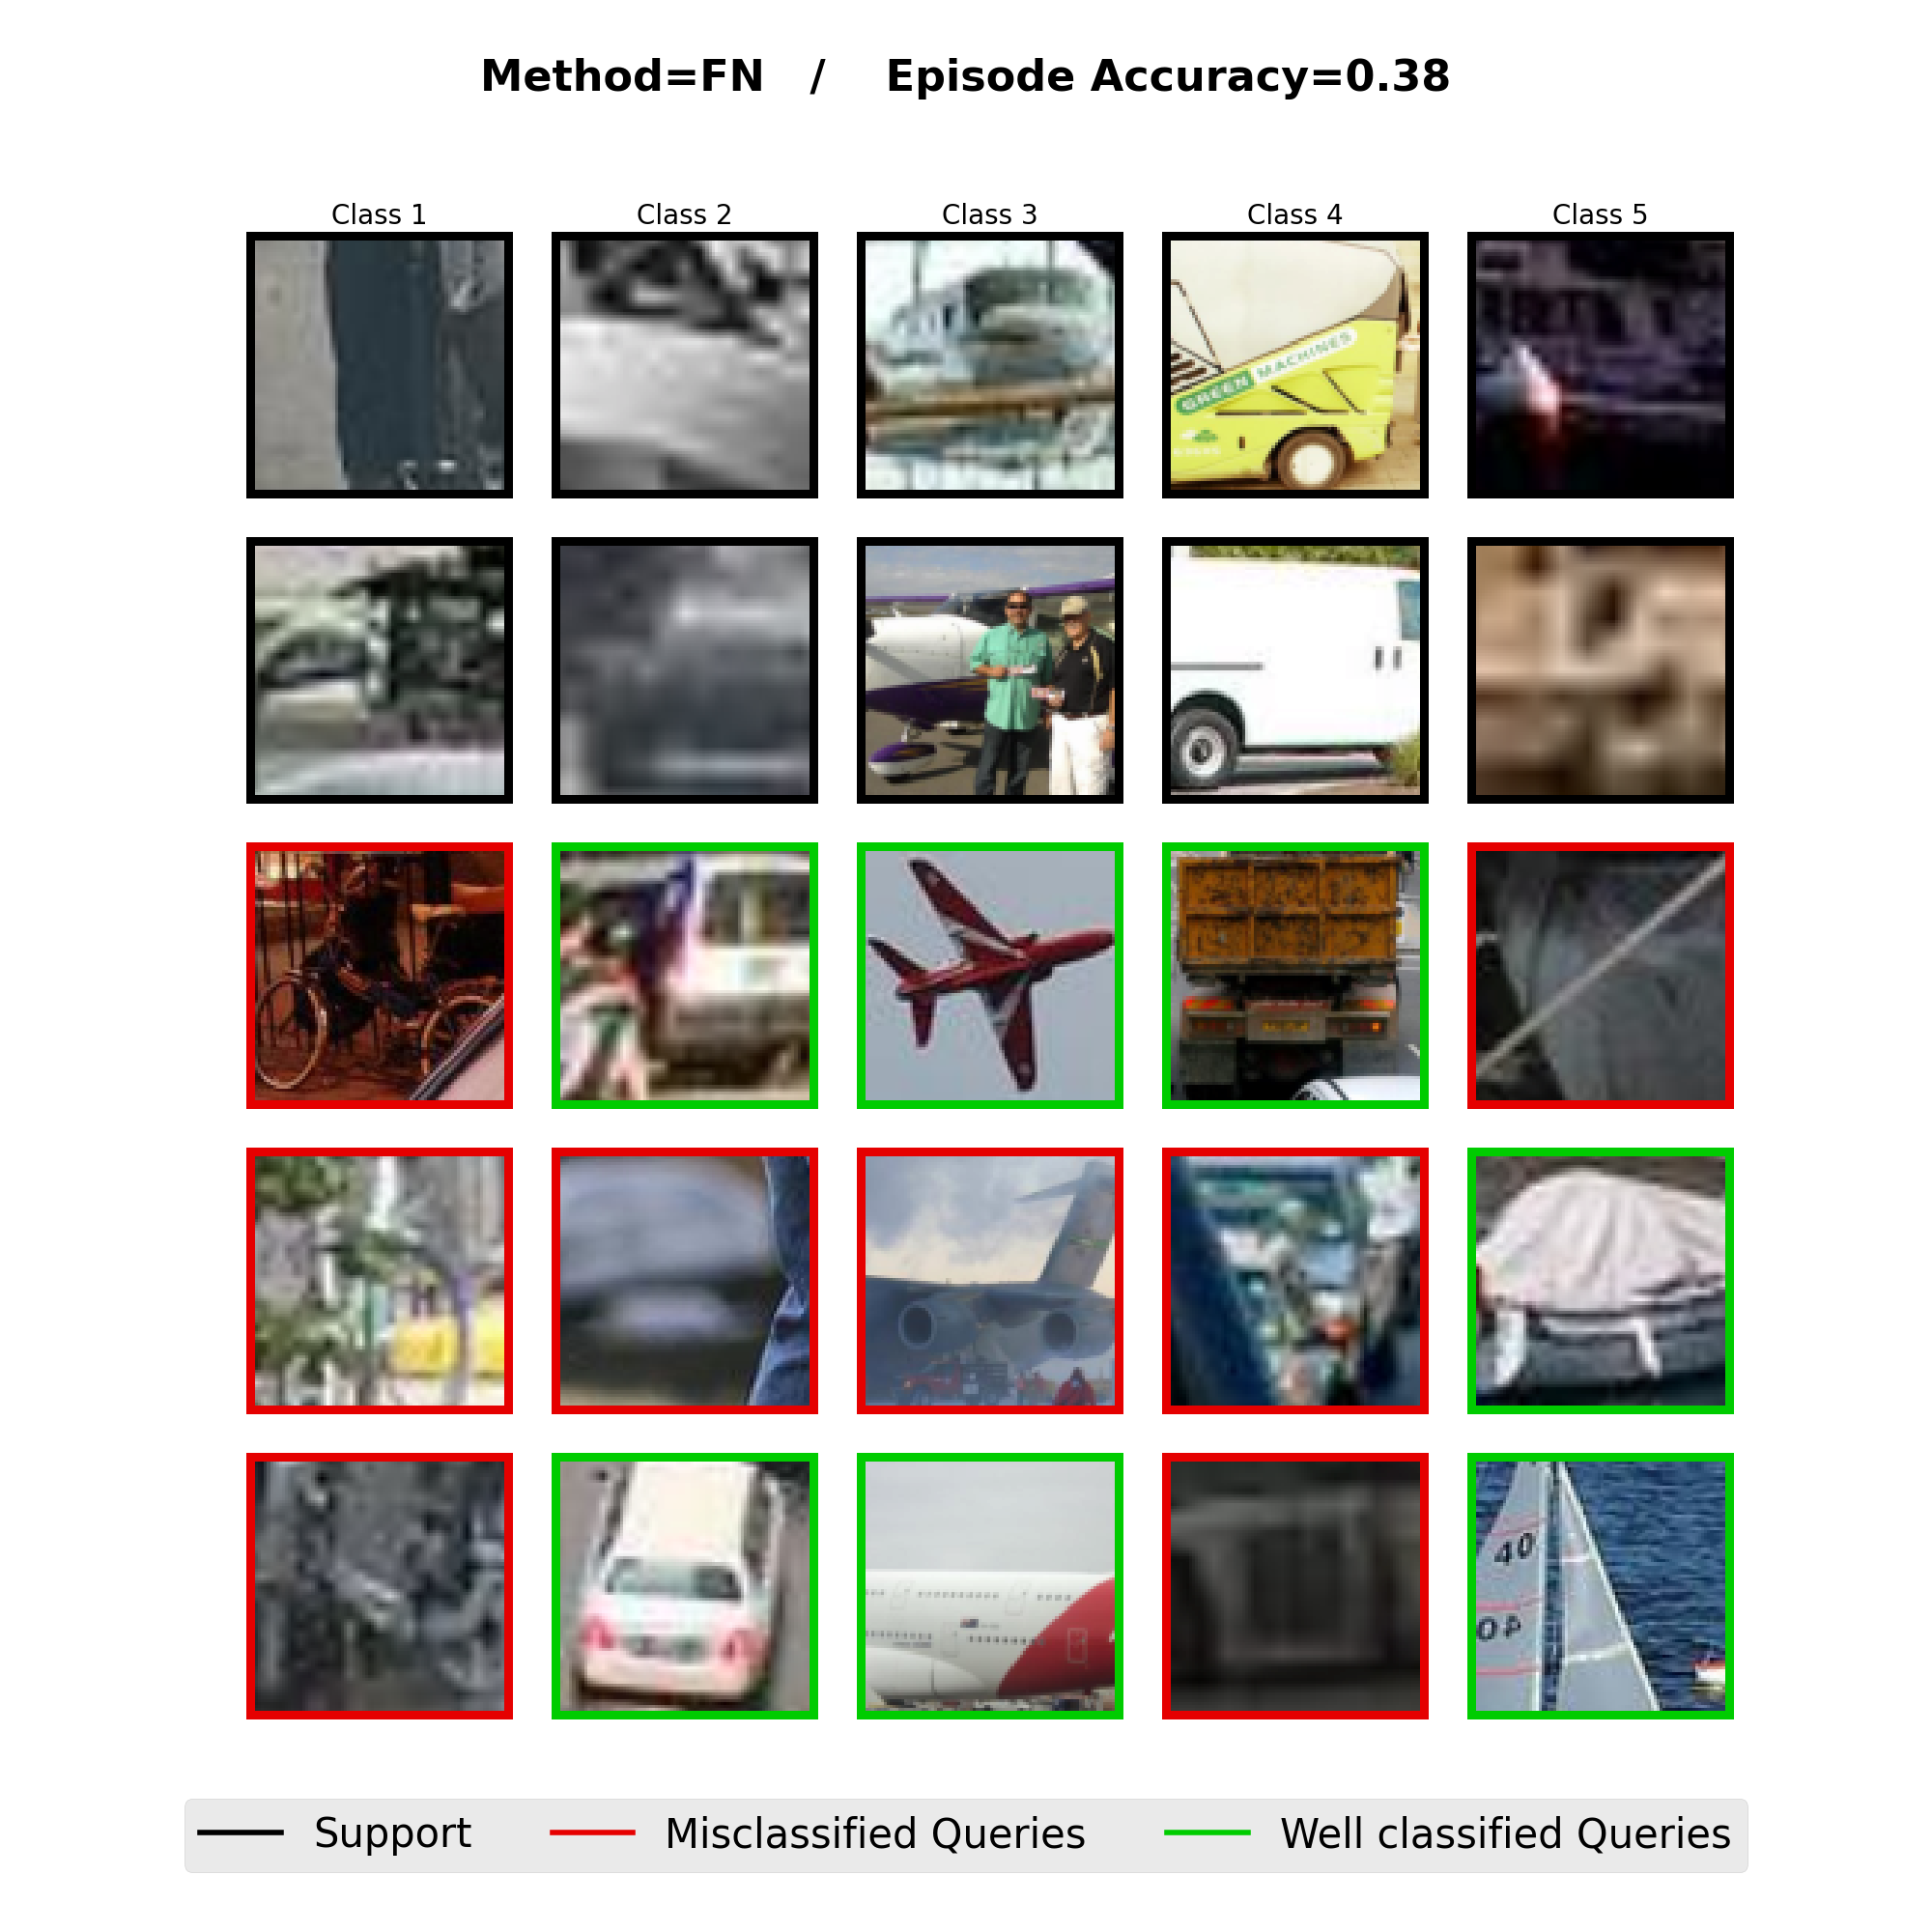 Method=FN / Episode Accuracy=0.38
Class 1 Class 2 Class 3 Class 4 Class 5
GREEN MACHINES
40
40
Support Misclassified Queries Well classified Queries